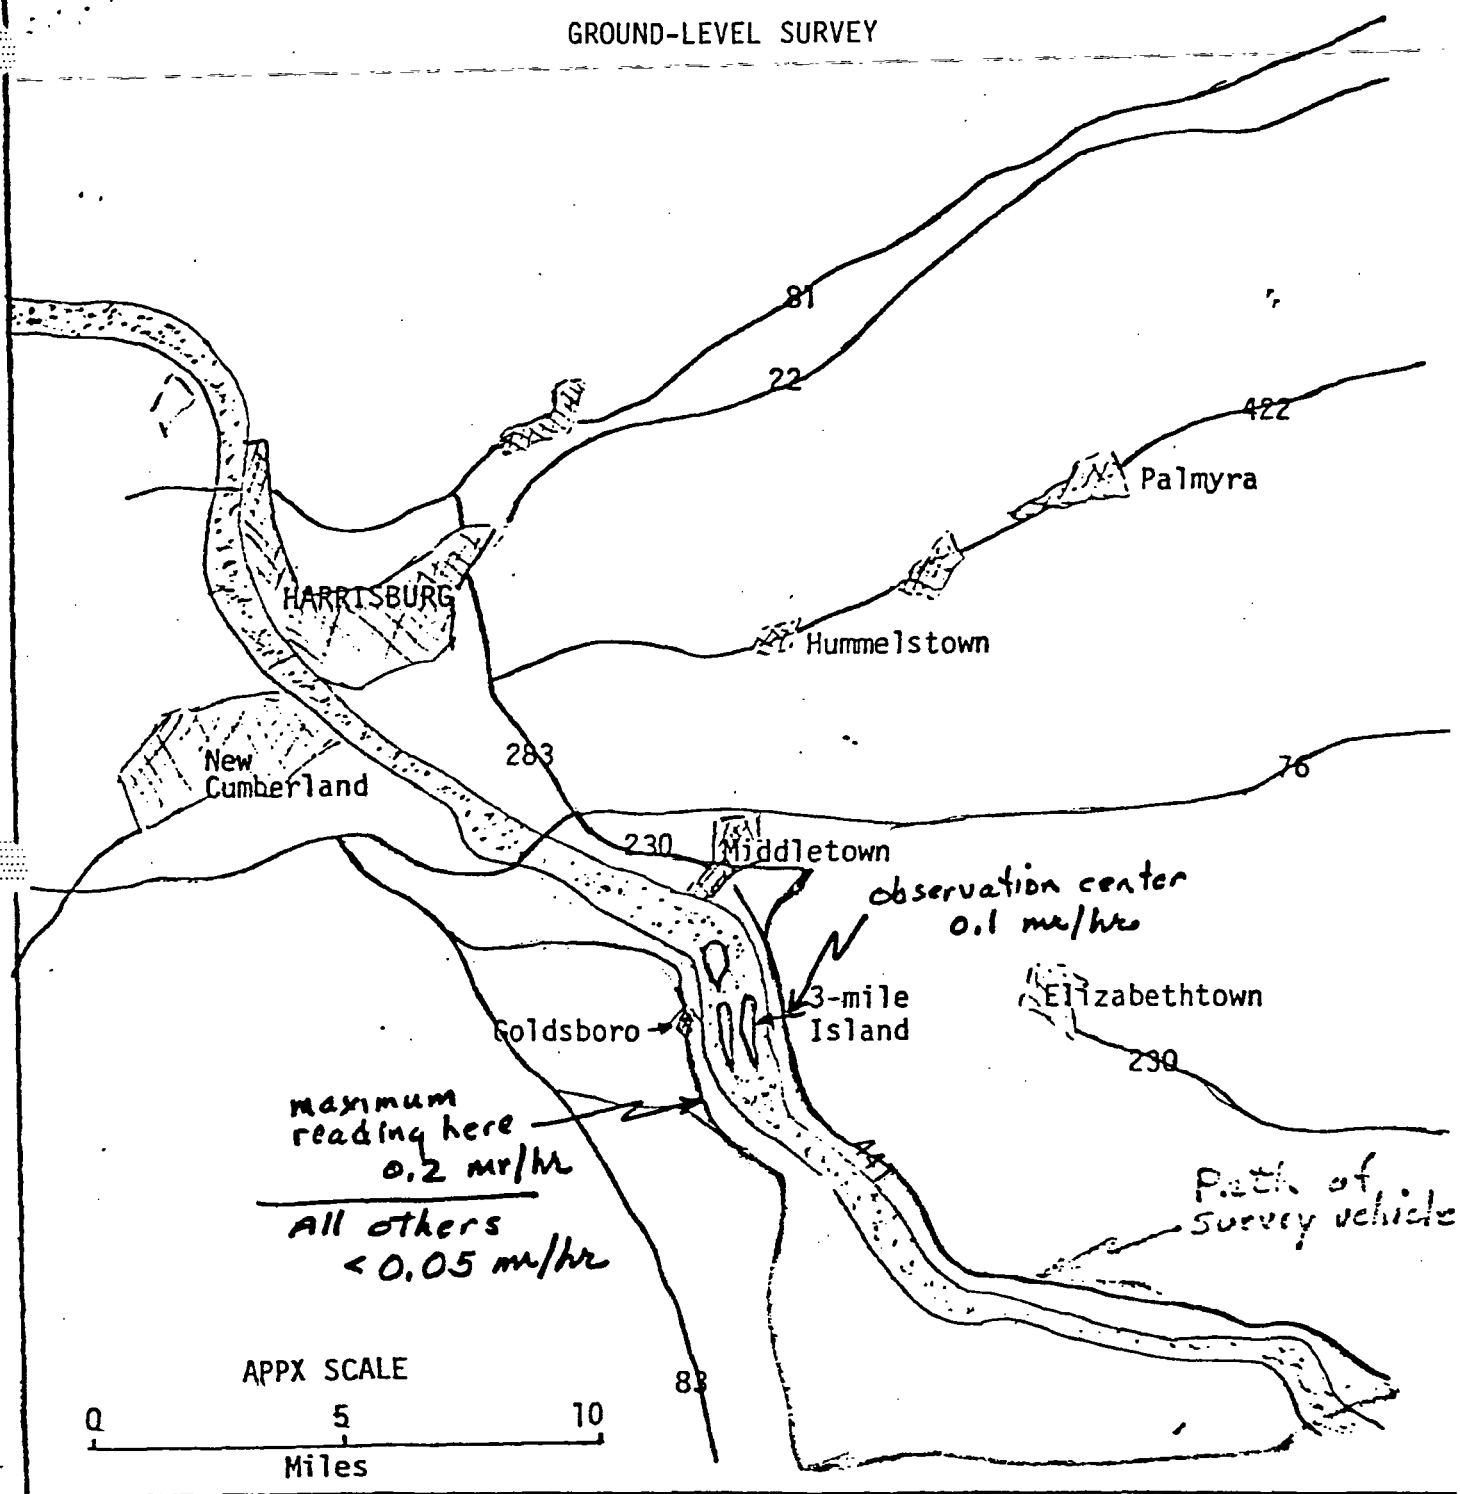 GROUND-LEVEL SURVEY
81
22
422
Palmyra
HARRISBURG
Hummelstown
283
New
Cumberland
76
230
Middletown
observation center
0.1 mr/hr
3-mile
Island
Elizabethtown
Goldsboro
230
maximum
reading here
0.2 mr/hr
All others
< 0.05 mr/hr
441
Path of
survey vehicle
83
APPX SCALE
0 5 10
Miles